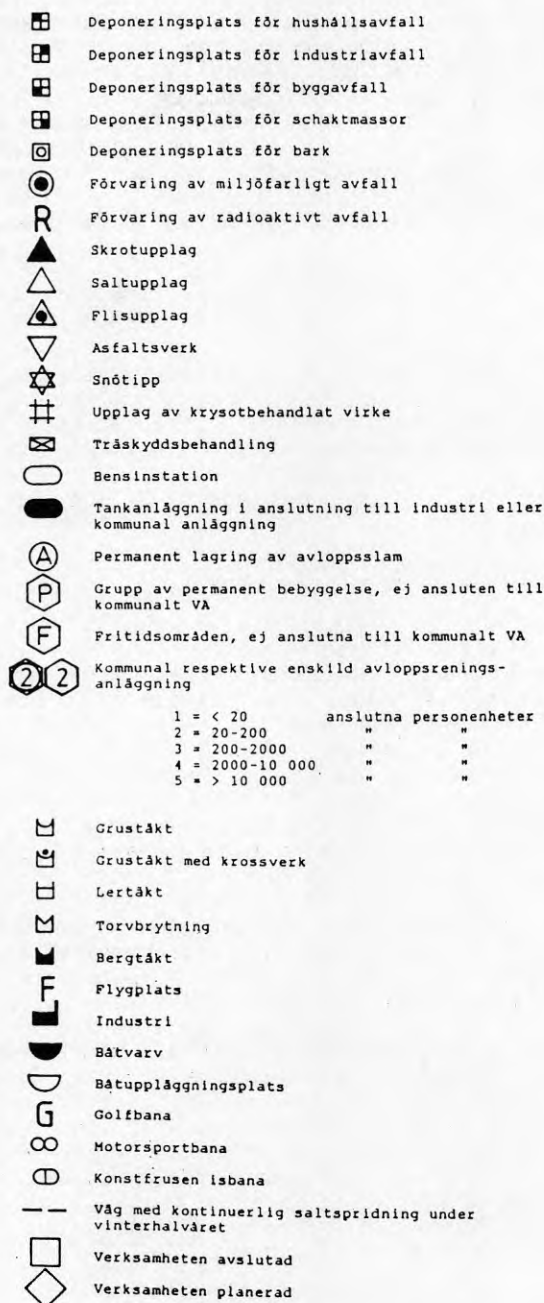 Deponeringsplats för hushållsavfall
Deponeringsplats för industriavfall
Deponeringsplats för byggavfall
Deponeringsplats för schaktmassor
Deponeringsplats för bark
Förvaring av miljöfarligt avfall
R Förvaring av radioaktivt avfall
Skrotupplag
Saltupplag
Flisupplag
Asfaltsverk
Snötipp
Upplag av krysotbehandlat virke
Träskyddsbehandling
Bensinstation
Tankanläggning i anslutning till industri eller
kommunal anläggning
A Permanent lagring av avloppsslam
P Grupp av permanent bebyggelse, ej ansluten till
kommunalt VA
F Fritidsområden, ej anslutna till kommunalt VA
2 2 Kommunal respektive enskild avloppsrenings-
anläggning
1 = < 20 anslutna personenheter
2 = 20-200 " "
3 = 200-2000 " "
4 = 2000-10 000 " "
5 = > 10 000 " "
Grustäkt
Grustäkt med krossverk
Lertäkt
Torvbrytning
Bergtäkt
F Flygplats
Industri
Båtvarv
Båtuppläggningsplats
G Golfbana
Motorsportbana
Konstfrusen isbana
Väg med kontinuerlig saltspridning under
vinterhalvåret
Verksamheten avslutad
Verksamheten planerad